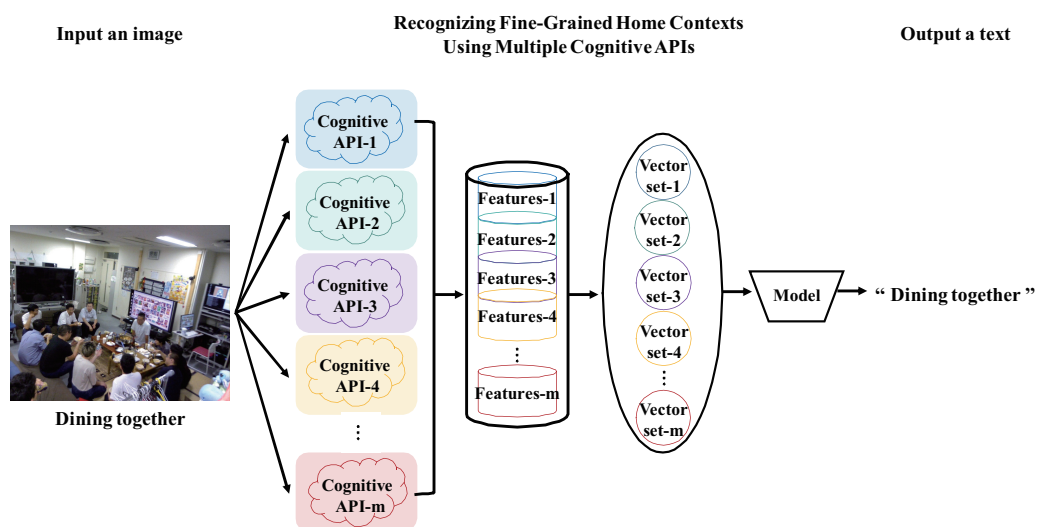 Input an image
Recognizing Fine-Grained Home Contexts
Using Multiple Cognitive APIs
Output a text
Cognitive
API-1
Cognitive
API-2
Cognitive
API-3
Cognitive
API-4
...
Cognitive
API-m
Features-1
Features-2
Features-3
Features-4
...
Features-m
Vector
set-1
Vector
set-2
Vector
set-3
Vector
set-4
...
Vector
set-m
Model
“ Dining together ”
Dining together